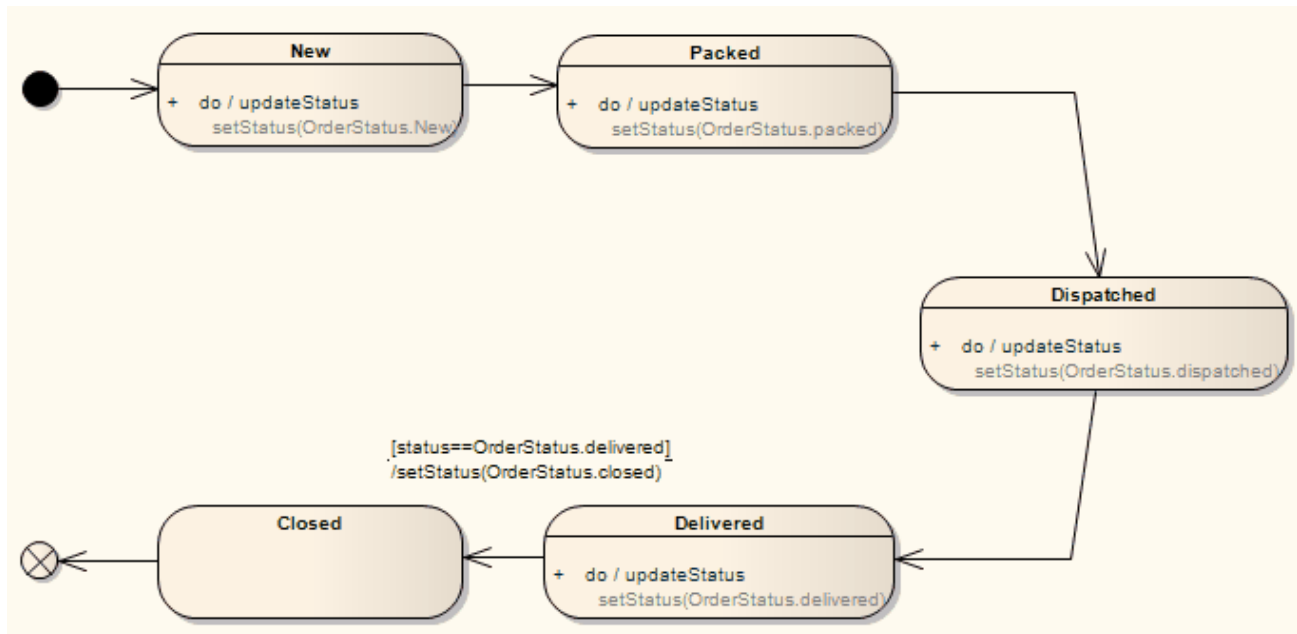 New
+ do / updateStatus
setStatus(OrderStatus.New)
Packed
+ do / updateStatus
setStatus(OrderStatus.packed)
Dispatched
+ do / updateStatus
setStatus(OrderStatus.dispatched)
[status==OrderStatus.delivered]
/setStatus(OrderStatus.closed)
Closed
Delivered
+ do / updateStatus
setStatus(OrderStatus.delivered)